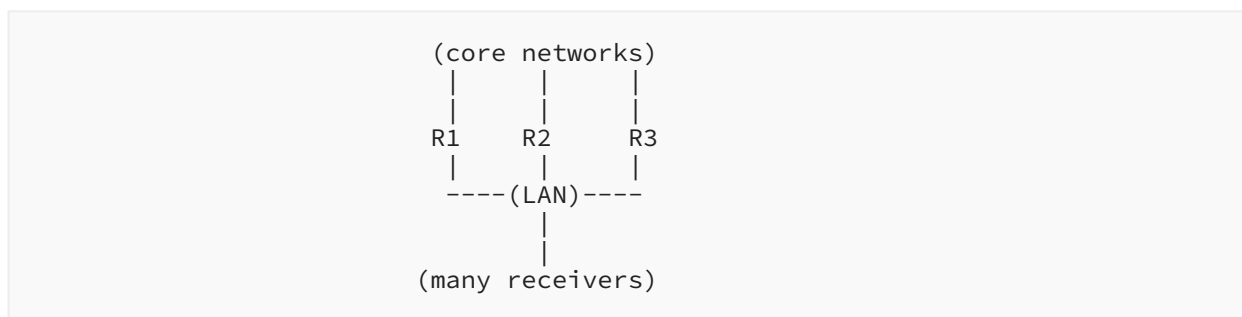 (core networks)
|     |     |
|     |     |
R1    R2     R3
|     |     |
----(LAN)----
|
|
(many receivers)